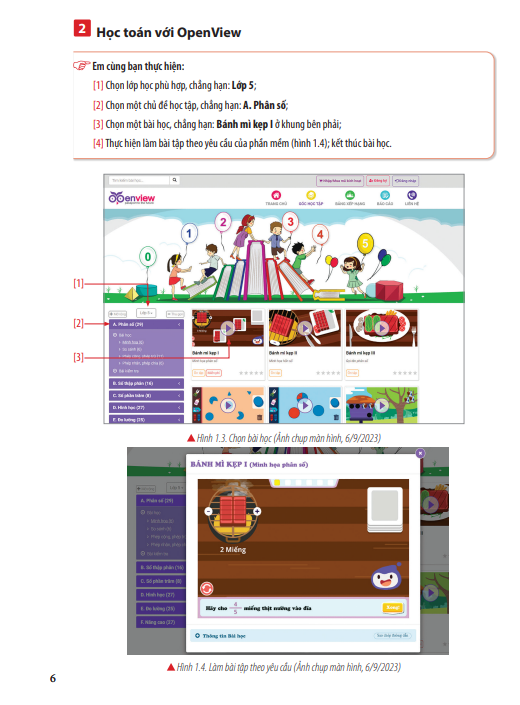 2 Học toán với OpenView
Em cùng bạn thực hiện:
[1] Chọn lớp học phù hợp, chẳng hạn: Lớp 5;
[2] Chọn một chủ đề học tập, chẳng hạn: A. Phân số;
[3] Chọn một bài học, chẳng hạn: Bánh mì kẹp I ở khung bên phải;
[4] Thực hiện làm bài tập theo yêu cầu của phần mềm (hình 1.4); kết thúc bài học.
openview
TRANG CHỦ GÓC HỌC TẬP BẢNG XẾP HẠNG BÁO CÁO LIÊN HỆ
0 1 2 3 4 5
[1]
[2]
[3]
Lớp 5
A. Phân số (29)
Bài học
B. Số thập phân (16)
C. Số phần trăm (8)
D. Hình học (27)
E. Đo lường (25)
Bánh mì kẹp I
Bánh mì kẹp II
Bánh mì kẹp III
Hình 1.3. Chọn bài học (Ảnh chụp màn hình, 6/9/2023)
BÁNH MÌ KẸP I (Minh họa phân số)
A. Phân số (29)
B. Số thập phân (16)
C. Số phần trăm (8)
D. Hình học (27)
E. Đo lường (25)
F. Nâng cao (27)
2 Miếng
Hãy cho 4/5 miếng thịt nướng vào đĩa
Xong!
Thông tin Bài học
Hình 1.4. Làm bài tập theo yêu cầu (Ảnh chụp màn hình, 6/9/2023)
6